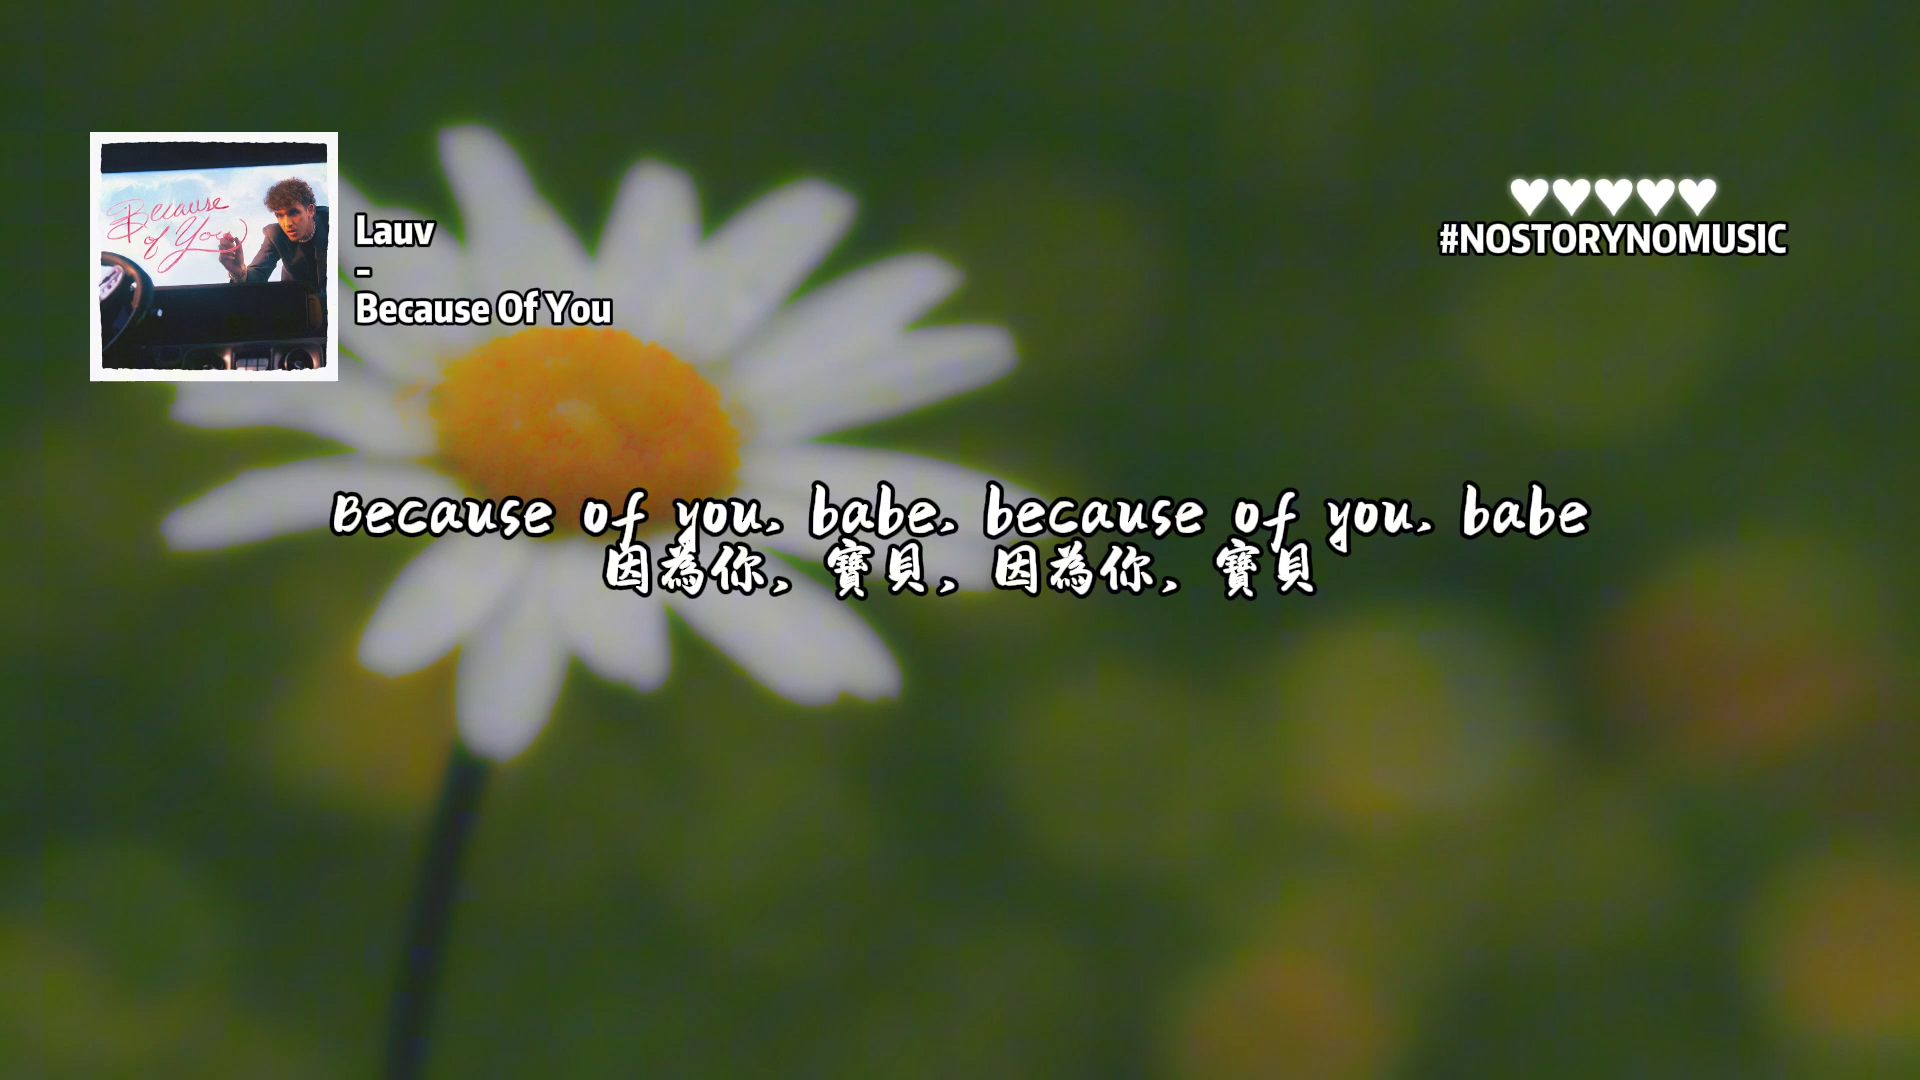 Because
of You
Lauv
-
Because Of You
♥♥♥♥♥
#NOSTORYNOMUSIC
Because of you, babe, because of you, babe
因為你, 寶貝, 因為你, 寶貝